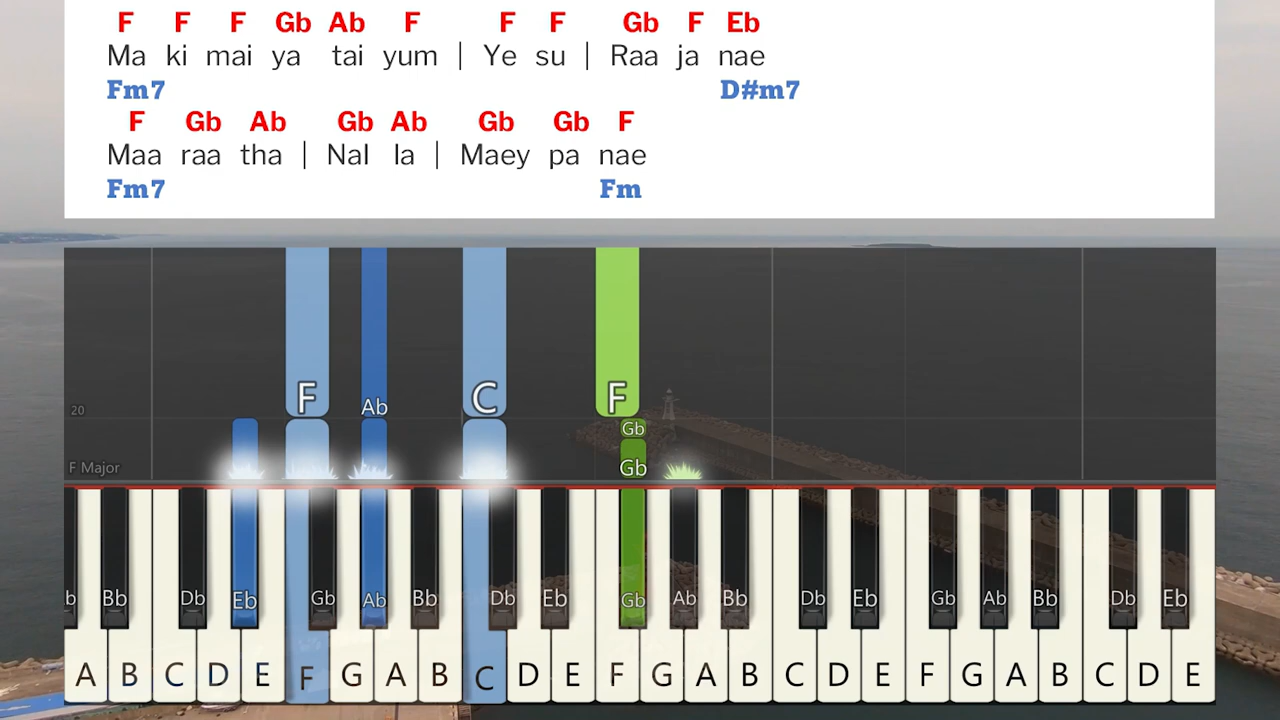 F F F Gb Ab F F F Gb F Eb
Ma ki mai ya tai yum | Ye su | Raa ja nae
Fm7 D#m7
F Gb Ab Gb Ab Gb Gb F
Maa raa tha | Nal la | Maey pa nae
Fm7 Fm
F Ab C F
20
Gb
F Major Gb
b Bb Db Eb Gb Ab Bb Db Eb Gb Ab Bb Db Eb Gb Ab Bb Db Eb
A B C D E F G A B C D E F G A B C D E F G A B C D E